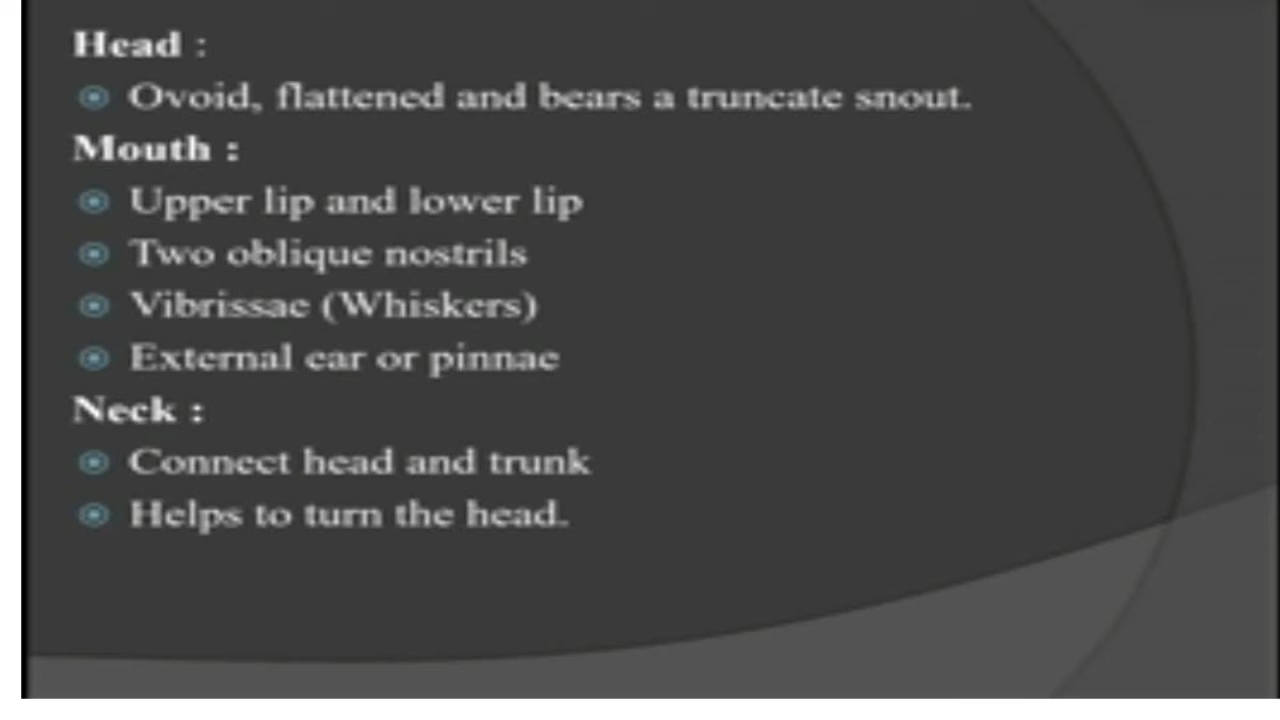 Head :
Ovoid, flattened and bears a truncate snout.
Mouth :
Upper lip and lower lip
Two oblique nostrils
Vibrissae (Whiskers)
External ear or pinnae
Neck :
Connect head and trunk
Helps to turn the head.